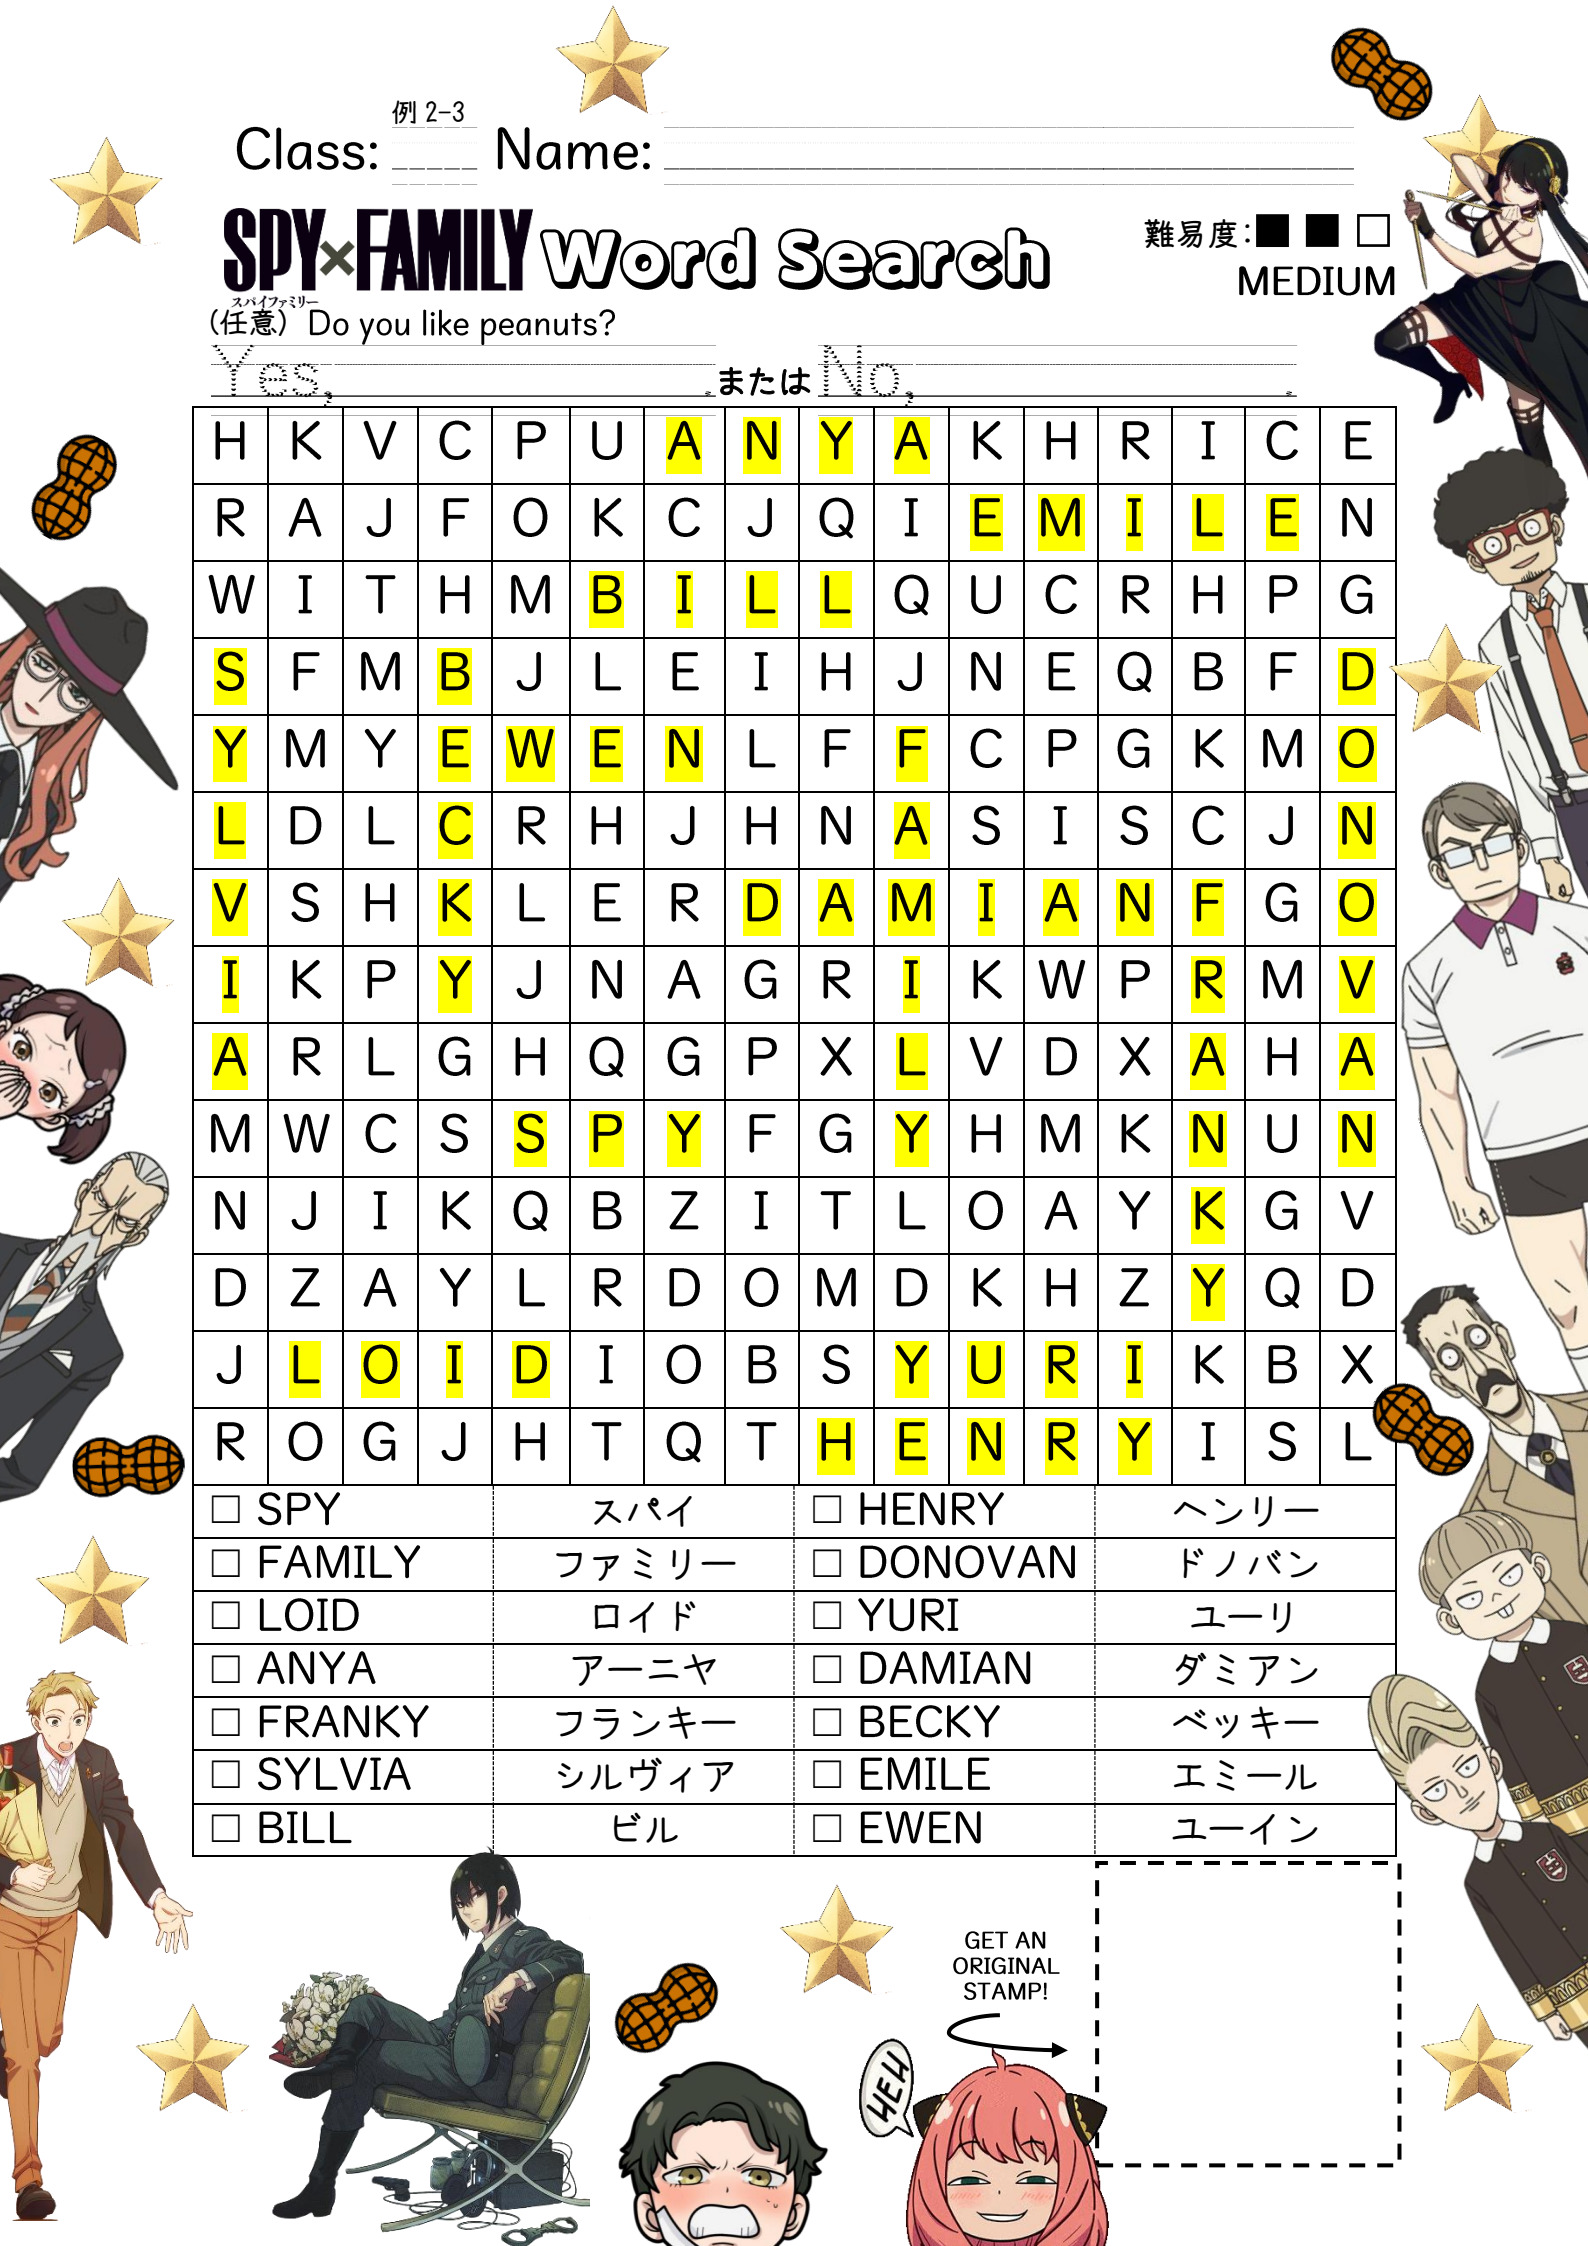 例 2-3
Class: Name:
SPY×FAMILY Word Search
スパイファミリー
難易度:■ ■ □
MEDIUM
(任意) Do you like peanuts?
Yes, . または No, .
H K V C P U A N Y A K H R I C E
R A J F O K C J Q I E M I L E N
W I T H M B I L L Q U C R H P G
S F M B J L E I H J N E Q B F D
Y M Y E W E N L F F C P G K M O
L D L C R H J H N A S I S C J N
V S H K L E R D A M I A N F G O
I K P Y J N A G R I K W P R M V
A R L G H Q G P X L V D X A H A
M W C S S P Y F G Y H M K N U N
N J I K Q B Z I T L O A Y K G V
D Z A Y L R D O M D K H Z Y Q D
J L O I D I O B S Y U R I K B X
R O G J H T Q T H E N R Y I S L
□ SPY スパイ □ HENRY ヘンリー
□ FAMILY ファミリー □ DONOVAN ドノバン
□ LOID ロイド □ YURI ユーリ
□ ANYA アーニャ □ DAMIAN ダミアン
□ FRANKY フランキー □ BECKY ベッキー
□ SYLVIA シルヴィア □ EMILE エミール
□ BILL ビル □ EWEN ユーイン
GET AN
ORIGINAL
STAMP!
HEH